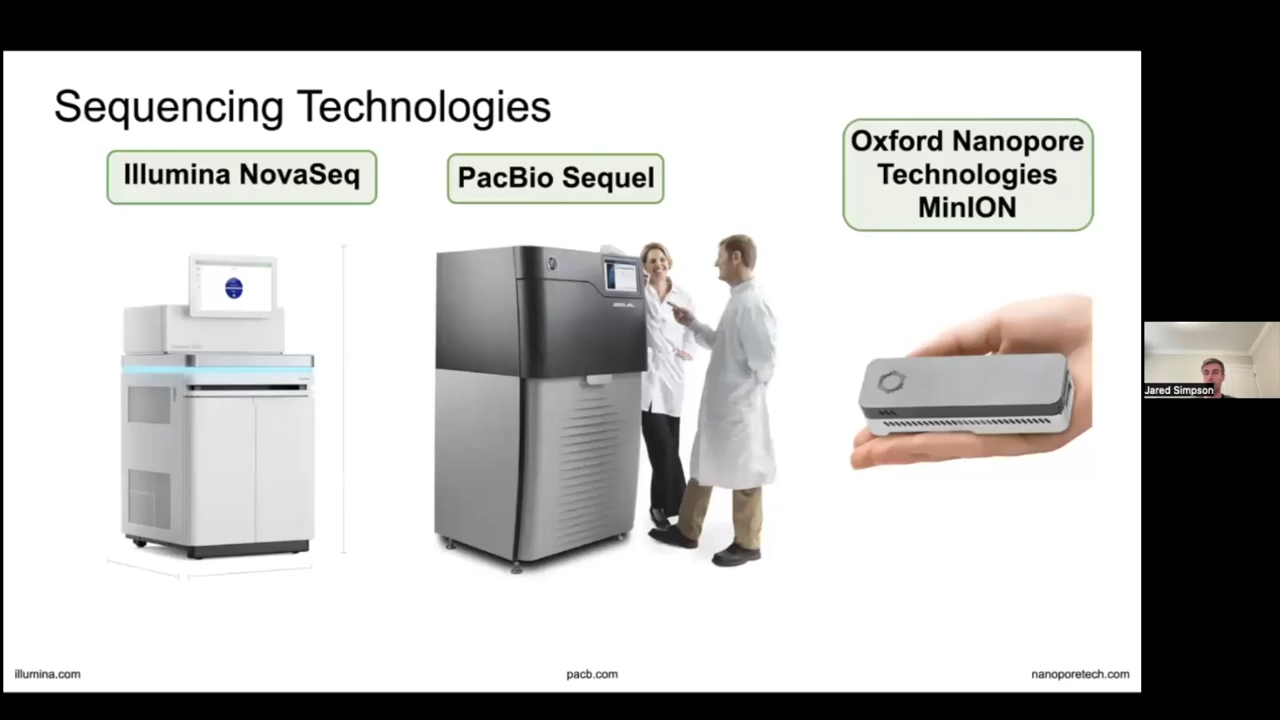 Sequencing Technologies
Illumina NovaSeq
PacBio Sequel
Oxford Nanopore
Technologies
MinION
Jared Simpson
illumina.com
pacb.com
nanoporetech.com